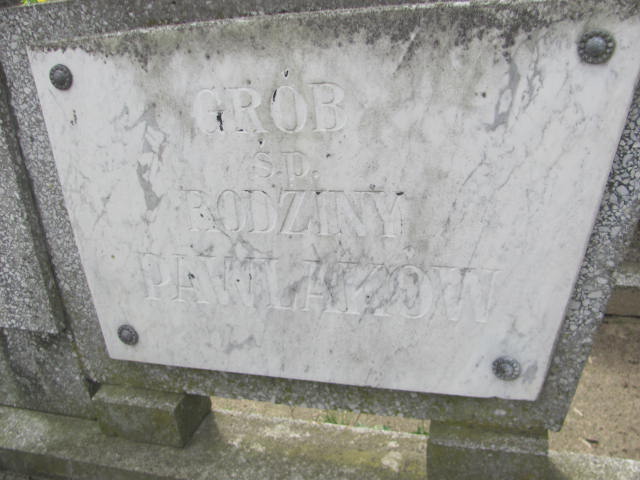 GRÓB
ś.p.
RODZINY
PAWLAKÓW